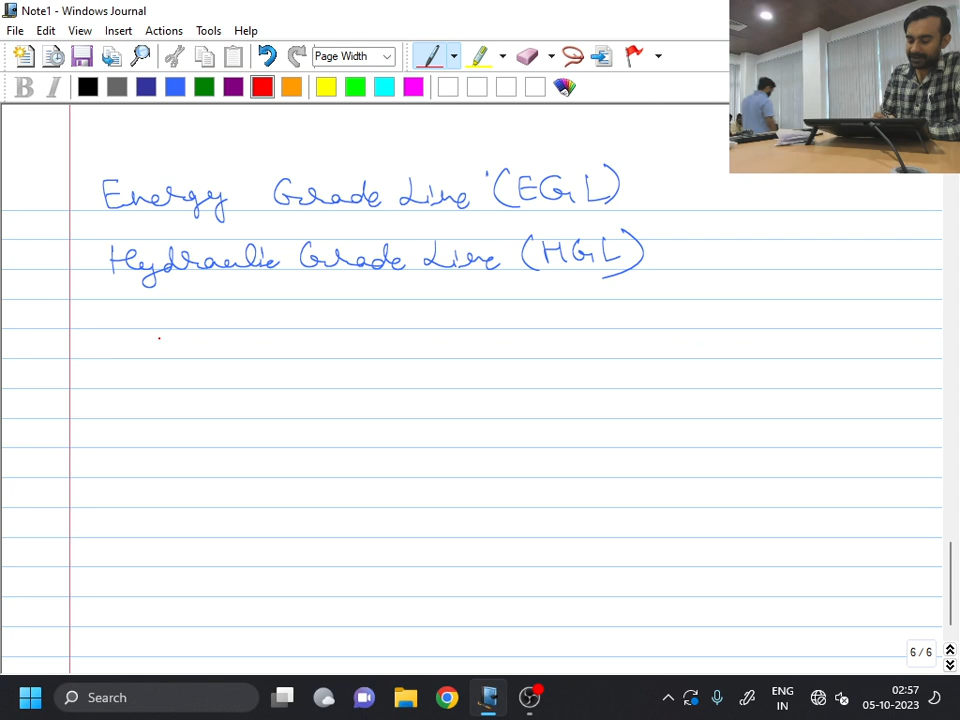 Note1 - Windows Journal
File Edit View Insert Actions Tools Help
Page Width
B I
Energy Grade Line (EGL)
Hydraulic Grade Line (HGL)
6 / 6
Search
ENG
IN
02:57
05-10-2023